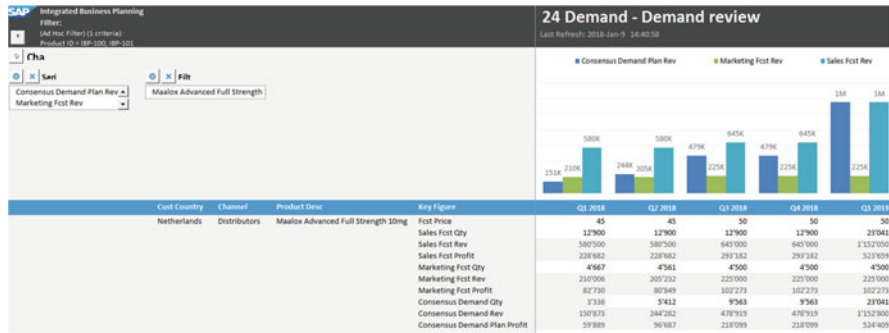 SAP Integrated Business Planning
Filter:
(Ad Hoc Filter) (1 criteria):
Product ID = IBP-100, IBP-101
24 Demand - Demand review
Last Refresh: 2018-Jan-9 14:40:58
Cha
Seri Filt
Consensus Demand Plan Rev
Marketing Fcst Rev
Maalox Advanced Full Strength
Consensus Demand Plan Rev Marketing Fcst Rev Sales Fcst Rev
151K 210K 580K 244K 205K 580K 479K 225K 645K 479K 225K 645K 1M 225K 1M
Cust Country Channel Product Desc Key Figure Q1 2018 Q2 2018 Q3 2018 Q4 2018 Q1 2019
Netherlands Distributors Maalox Advanced Full Strength 10mg Fcst Price 45 45 50 50 50
Sales Fcst Qty 12'900 12'900 12'900 12'900 23'041
Sales Fcst Rev 580'500 580'500 645'000 645'000 1'152'050
Sales Fcst Profit 228'682 228'682 293'182 293'182 523'659
Marketing Fcst Qty 4'667 4'561 4'500 4'500 4'500
Marketing Fcst Rev 210'006 205'232 225'000 225'000 225'000
Marketing Fcst Profit 82'730 80'849 102'273 102'273 102'273
Consensus Demand Qty 3'336 5'412 9'563 9'563 23'041
Consensus Demand Rev 150'873 244'282 478'919 478'919 1'152'800
Consensus Demand Plan Profit 59'889 96'687 218'099 218'099 524'409